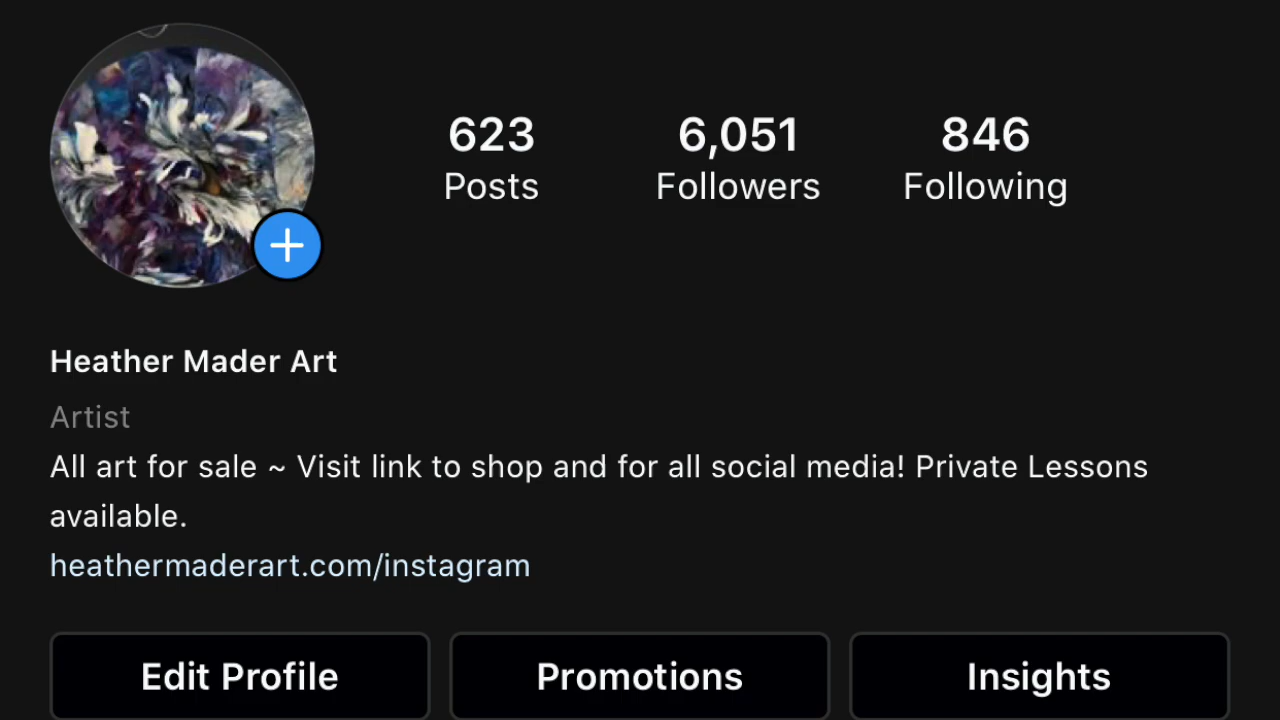 623 6,051 846
Posts Followers Following
Heather Mader Art
Artist
All art for sale ~ Visit link to shop and for all social media! Private Lessons
available.
heathermaderart.com/instagram
Edit Profile Promotions Insights